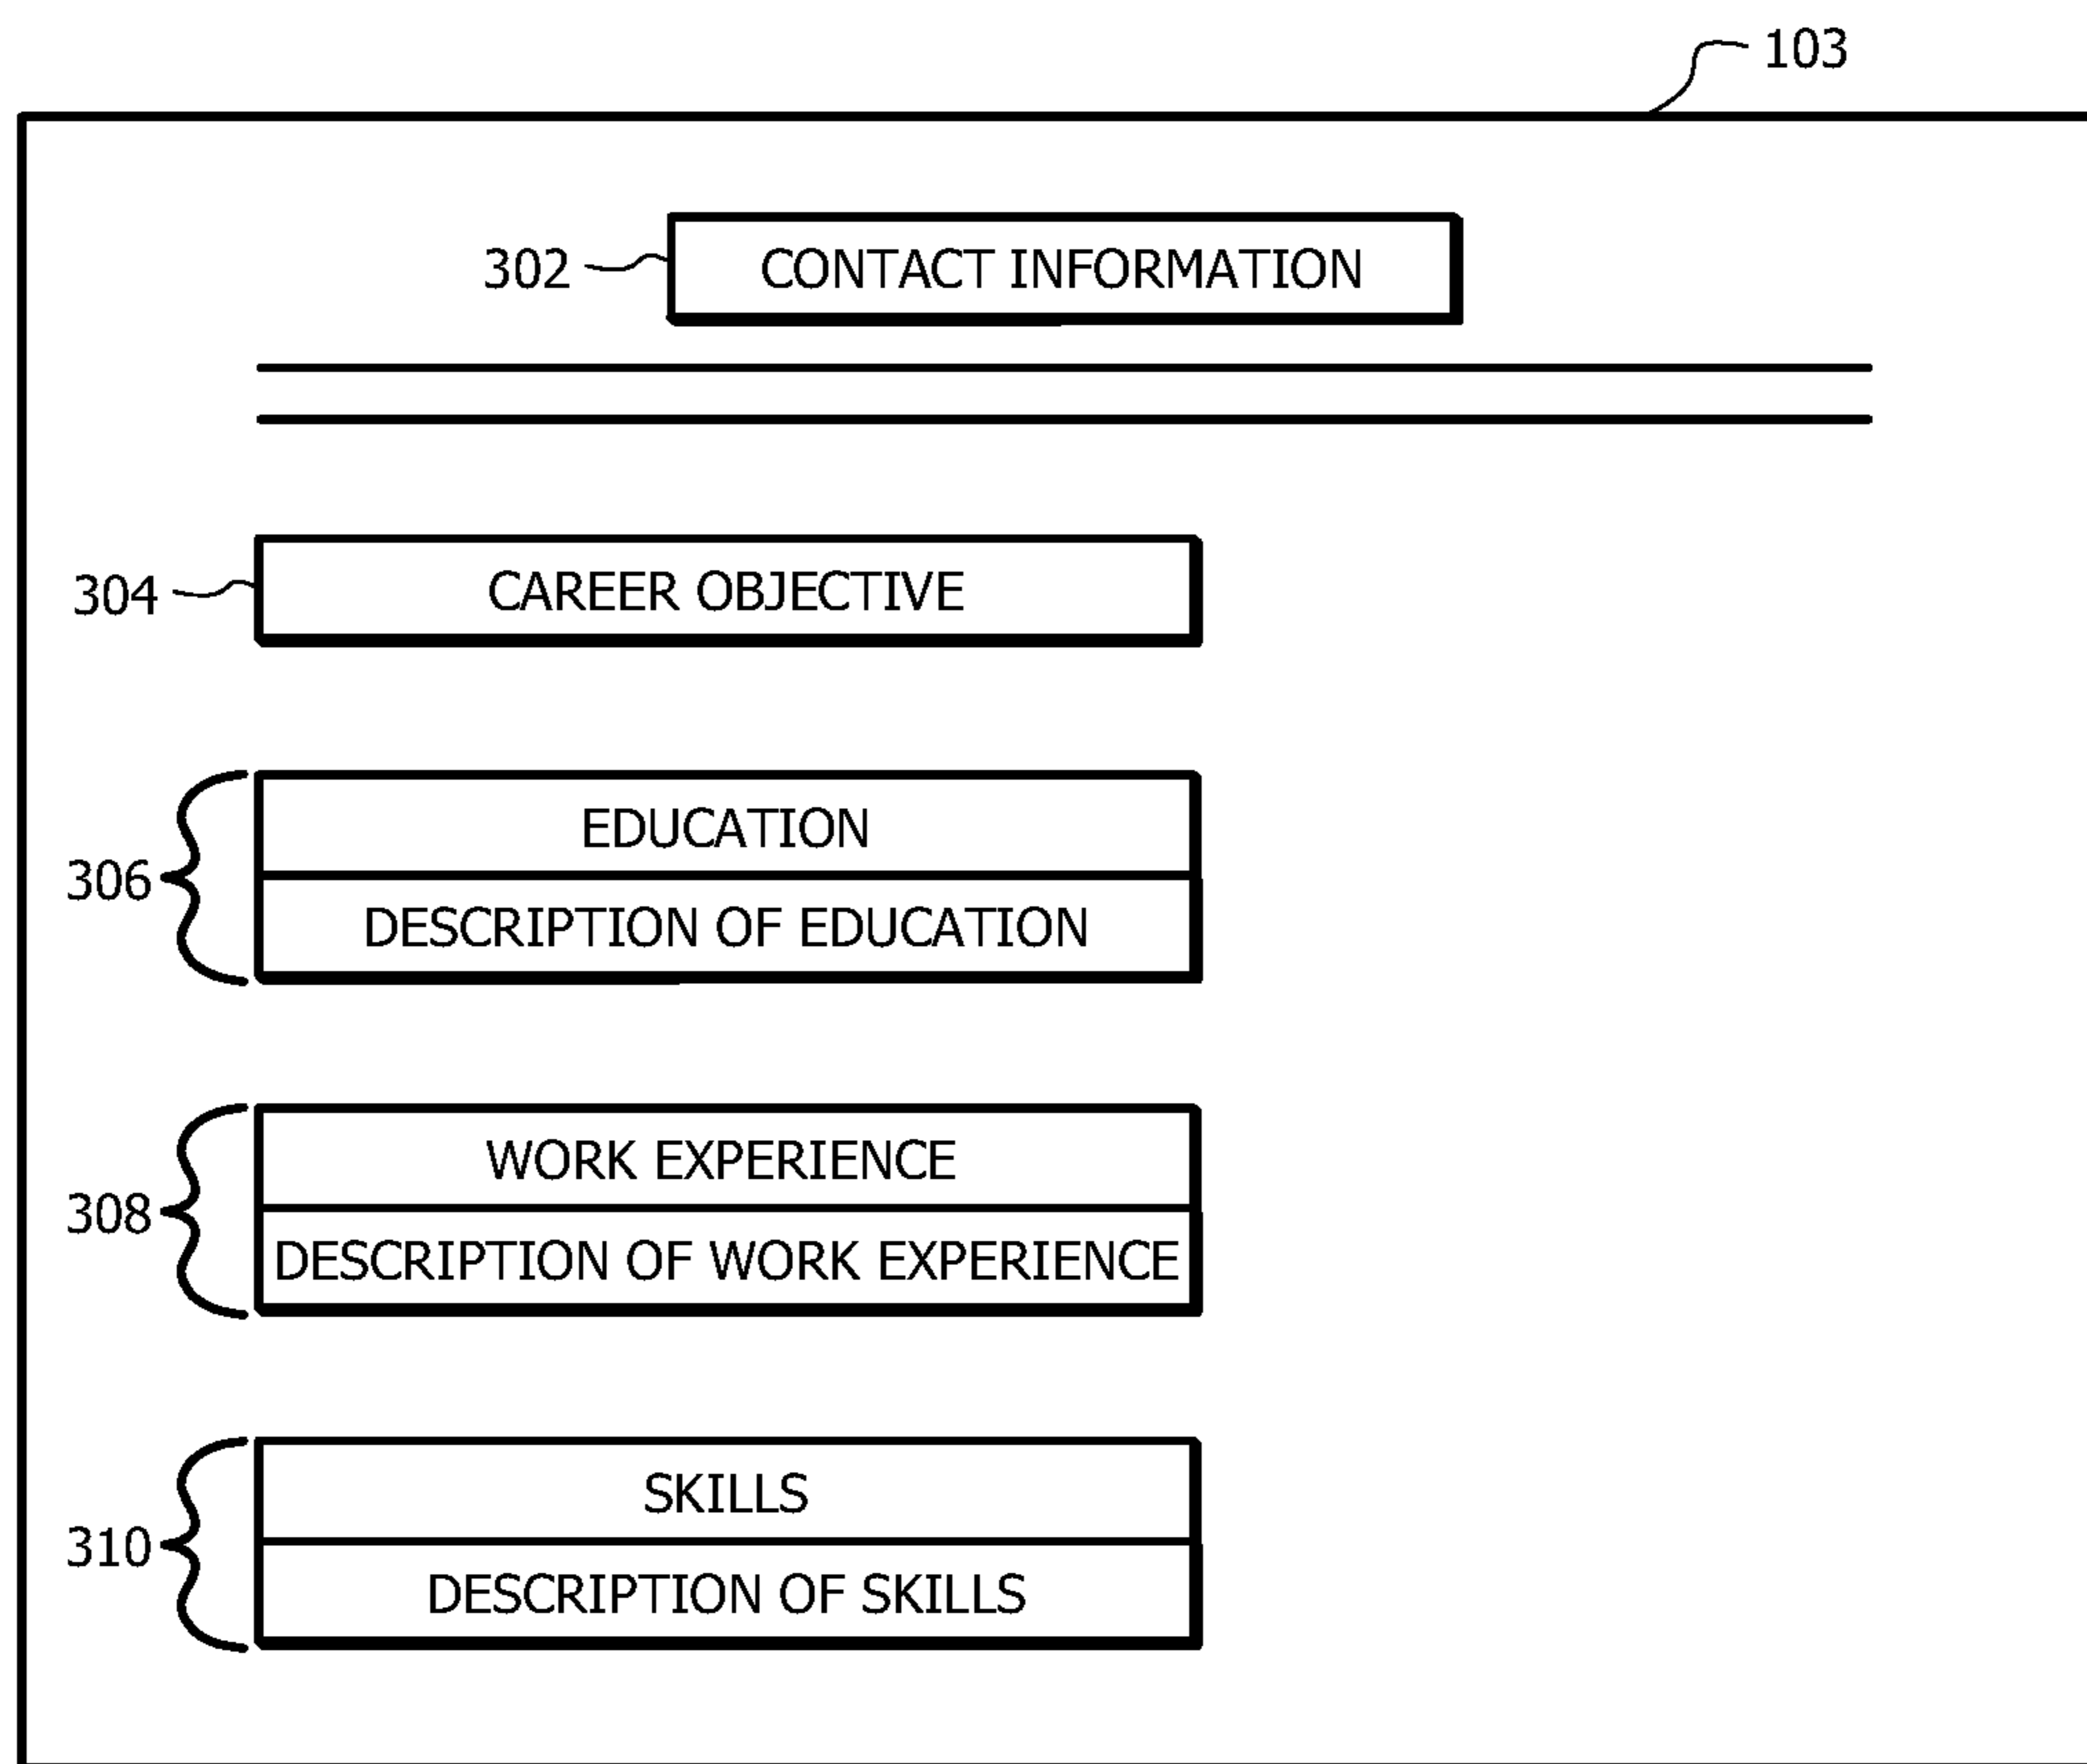 103
302 CONTACT INFORMATION
304 CAREER OBJECTIVE
EDUCATION
306
DESCRIPTION OF EDUCATION
WORK EXPERIENCE
308
DESCRIPTION OF WORK EXPERIENCE
SKILLS
310
DESCRIPTION OF SKILLS